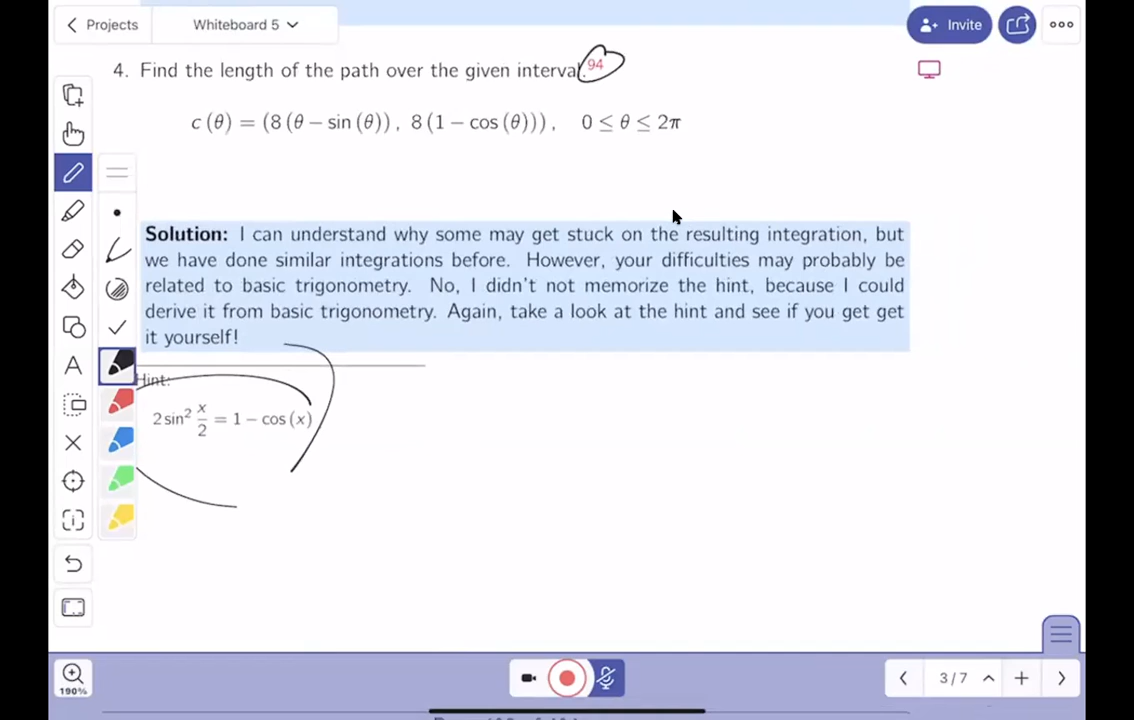 Projects
Whiteboard 5
Invite
4. Find the length of the path over the given interval.94
c (θ) = (8 (θ − sin (θ)), 8 (1 − cos (θ))), 0 ≤ θ ≤ 2π
Solution: I can understand why some may get stuck on the resulting integration, but
we have done similar integrations before. However, your difficulties may probably be
related to basic trigonometry. No, I didn't not memorize the hint, because I could
derive it from basic trigonometry. Again, take a look at the hint and see if you get get
it yourself!
Hint:
2 sin² x/2 = 1 − cos (x)
A
190%
3 / 7